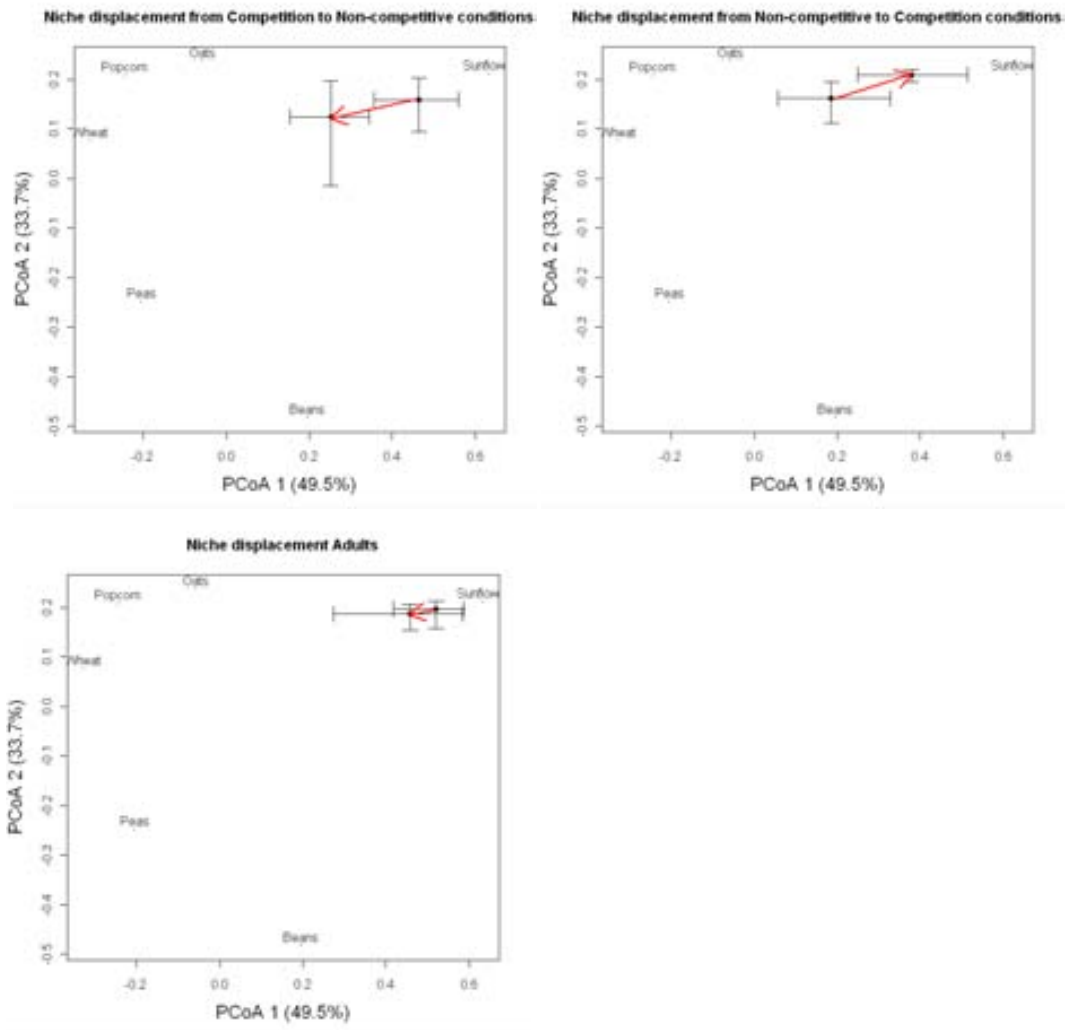 Niche displacement from Competition to Non-competitive conditions
Oats
Popcorn
Sunflow
Wheat
Peas
Beans
0.2
0.1
0.0
-0.1
-0.2
-0.3
-0.4
-0.5
PCoA 2 (33.7%)
-0.2 0.0 0.2 0.4 0.6
PCoA 1 (49.5%)
Niche displacement from Non-competitive to Competition conditions
Oats
Popcorn
Sunflow
Wheat
Peas
Beans
0.2
0.1
0.0
-0.1
-0.2
-0.3
-0.4
-0.5
PCoA 2 (33.7%)
-0.2 0.0 0.2 0.4 0.6
PCoA 1 (49.5%)
Niche displacement Adults
Oats
Popcorn
Sunflow
Wheat
Peas
Beans
0.2
0.1
0.0
-0.1
-0.2
-0.3
-0.4
-0.5
PCoA 2 (33.7%)
-0.2 0.0 0.2 0.4 0.6
PCoA 1 (49.5%)